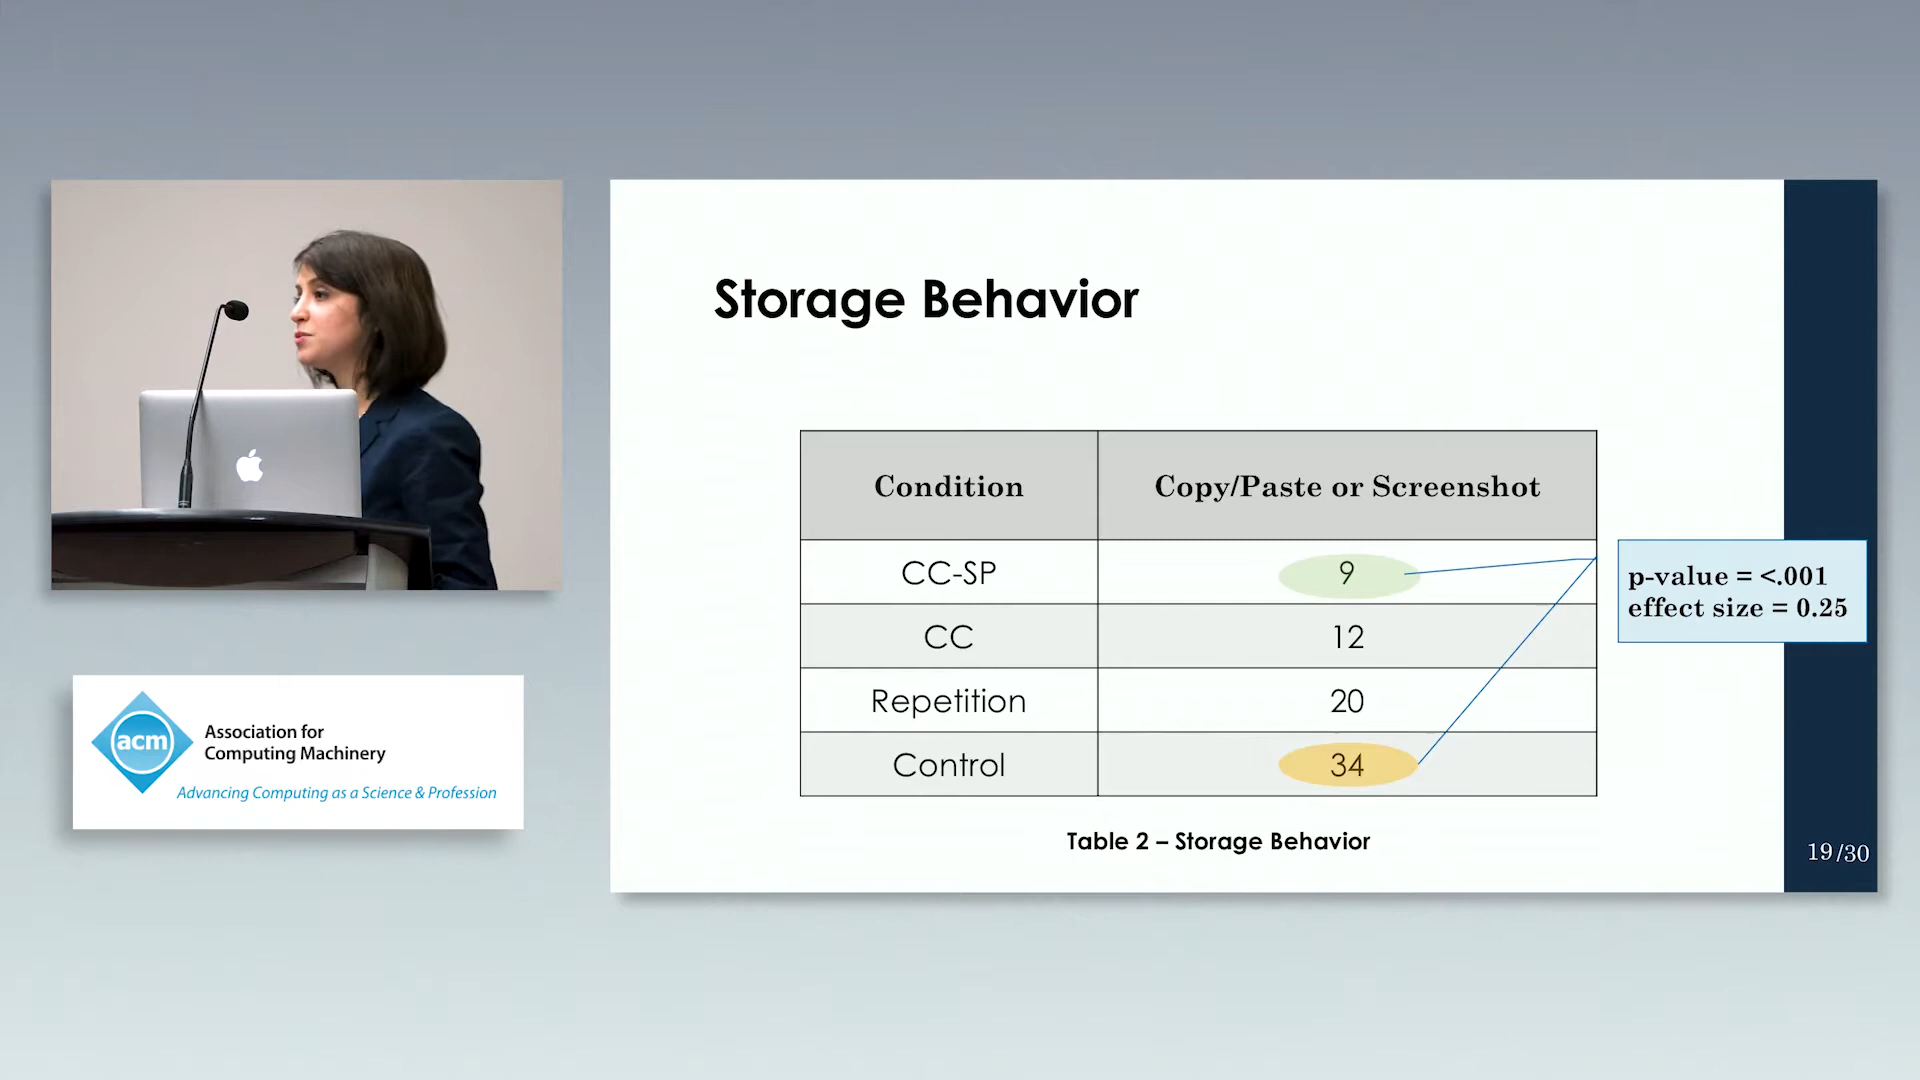 Storage Behavior
Condition Copy/Paste or Screenshot
CC-SP 9
CC 12
Repetition 20
Control 34
p-value = <.001
effect size = 0.25
Table 2 – Storage Behavior
19/30
acm
Association for
Computing Machinery
Advancing Computing as a Science & Profession